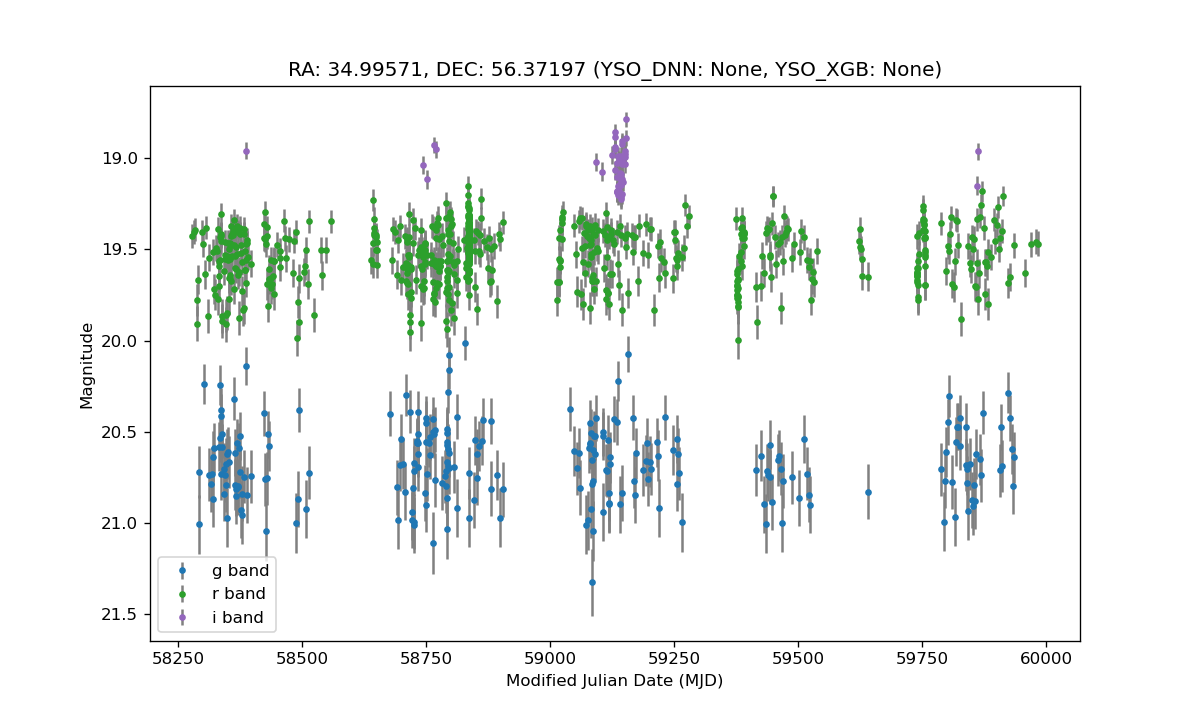 RA: 34.99571, DEC: 56.37197 (YSO_DNN: None, YSO_XGB: None)
Magnitude
19.0
19.5
20.0
20.5
21.0
21.5
g band
r band
i band
58250 58500 58750 59000 59250 59500 59750 60000
Modified Julian Date (MJD)